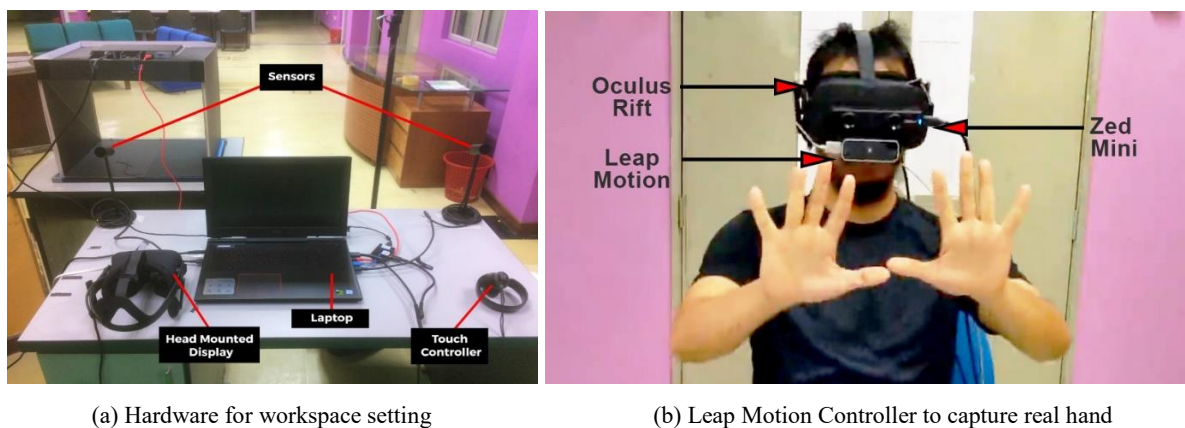 Sensors
Laptop
Head Mounted
Display
Touch
Controller
Oculus
Rift
Leap
Motion
Zed
Mini
(a) Hardware for workspace setting
(b) Leap Motion Controller to capture real hand